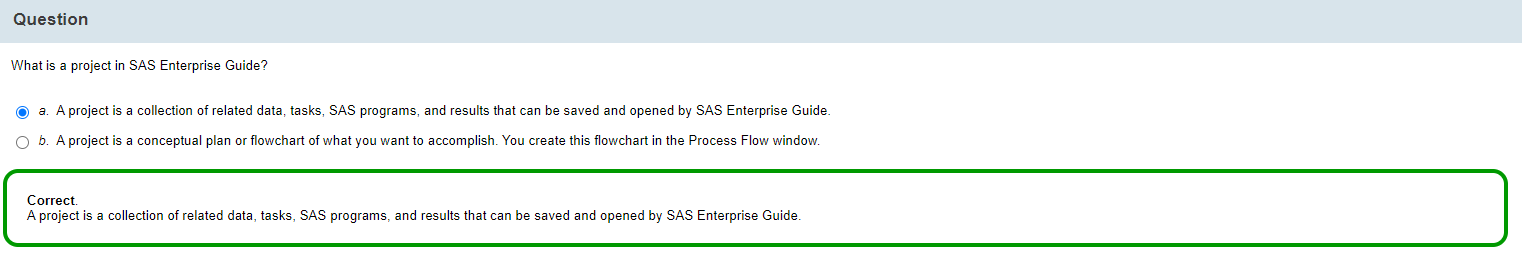 Question
What is a project in SAS Enterprise Guide?
a. A project is a collection of related data, tasks, SAS programs, and results that can be saved and opened by SAS Enterprise Guide.
b. A project is a conceptual plan or flowchart of what you want to accomplish. You create this flowchart in the Process Flow window.
Correct.
A project is a collection of related data, tasks, SAS programs, and results that can be saved and opened by SAS Enterprise Guide.